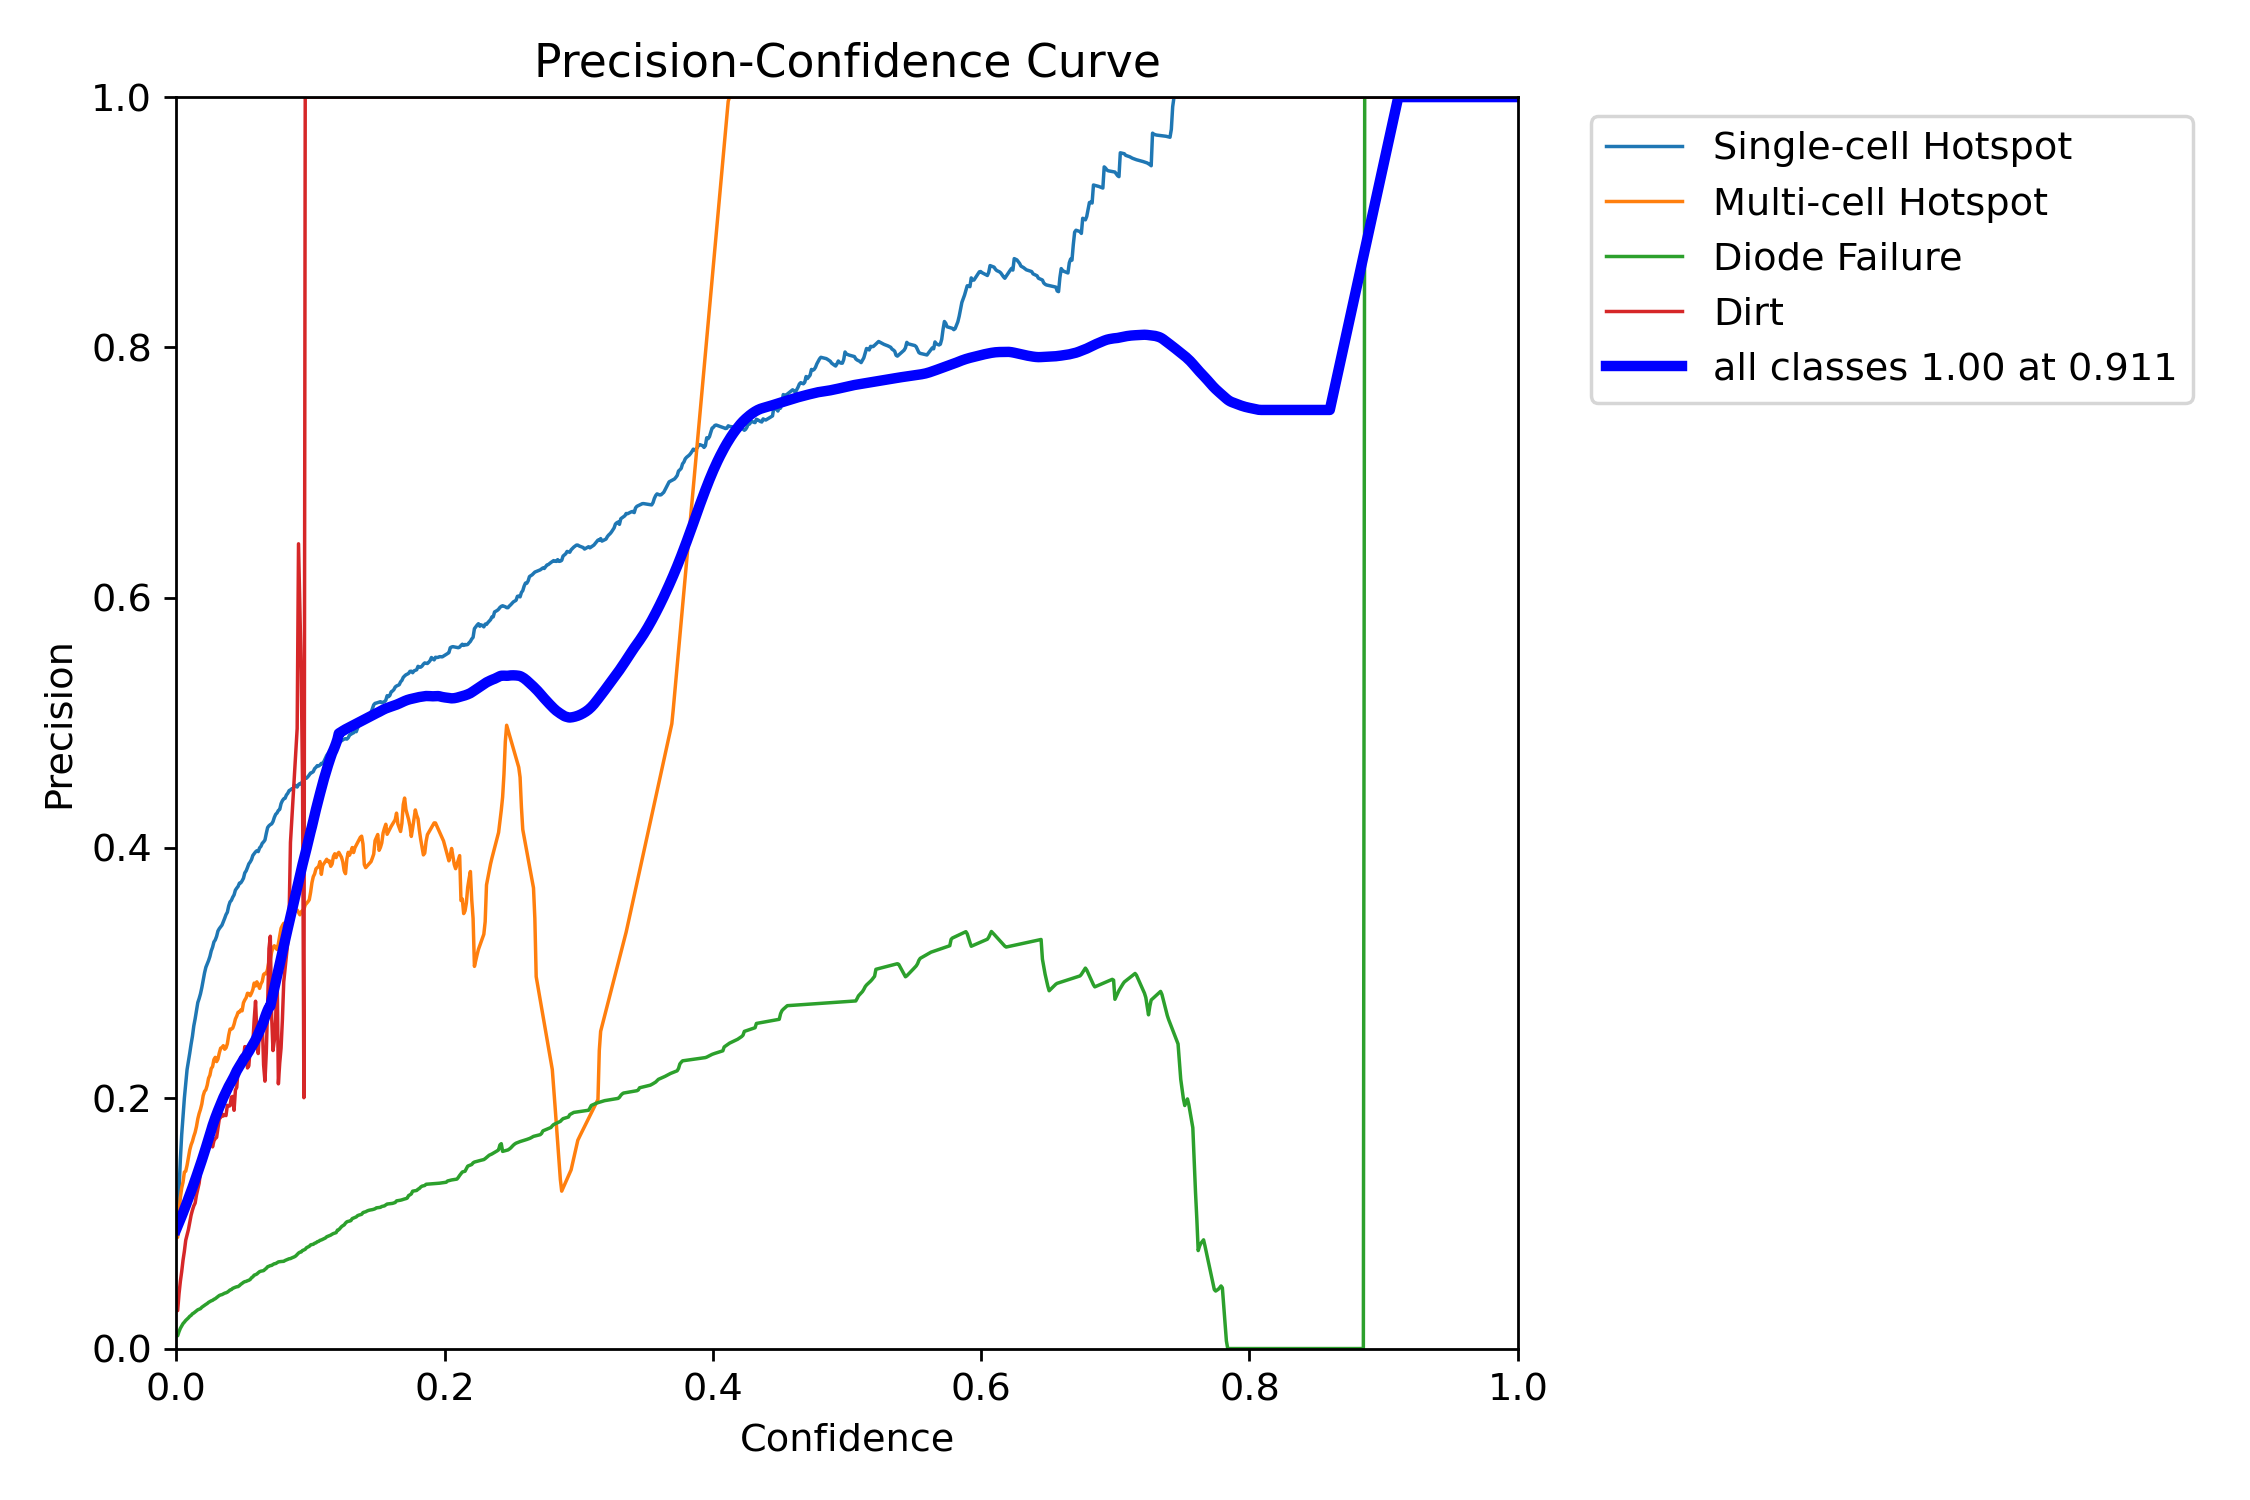 Precision-Confidence Curve
1.0
0.8
0.6
0.4
0.2
0.0
Precision
0.0 0.2 0.4 0.6 0.8 1.0
Confidence
Single-cell Hotspot
Multi-cell Hotspot
Diode Failure
Dirt
all classes 1.00 at 0.911